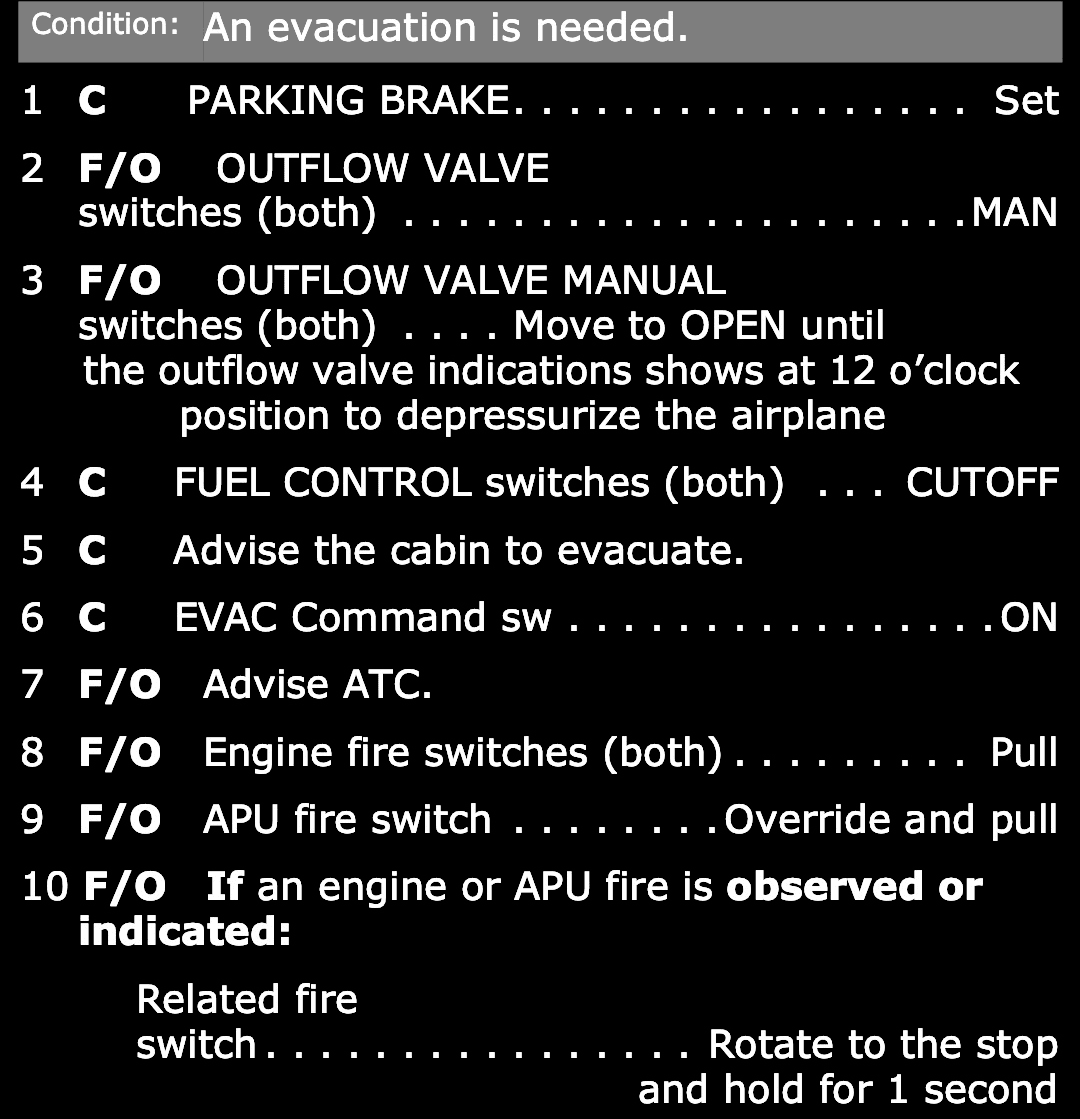 Condition: An evacuation is needed.
1 C PARKING BRAKE. . . . . . . . . . . . . . . . . Set
2 F/O OUTFLOW VALVE
switches (both) . . . . . . . . . . . . . . . . . . . . . MAN
3 F/O OUTFLOW VALVE MANUAL
switches (both) . . . . Move to OPEN until
the outflow valve indications shows at 12 o’clock
position to depressurize the airplane
4 C FUEL CONTROL switches (both) . . . CUTOFF
5 C Advise the cabin to evacuate.
6 C EVAC Command sw . . . . . . . . . . . . . . . . ON
7 F/O Advise ATC.
8 F/O Engine fire switches (both) . . . . . . . . . Pull
9 F/O APU fire switch . . . . . . . . Override and pull
10 F/O If an engine or APU fire is observed or
indicated:
Related fire
switch . . . . . . . . . . . . . . . . Rotate to the stop
and hold for 1 second